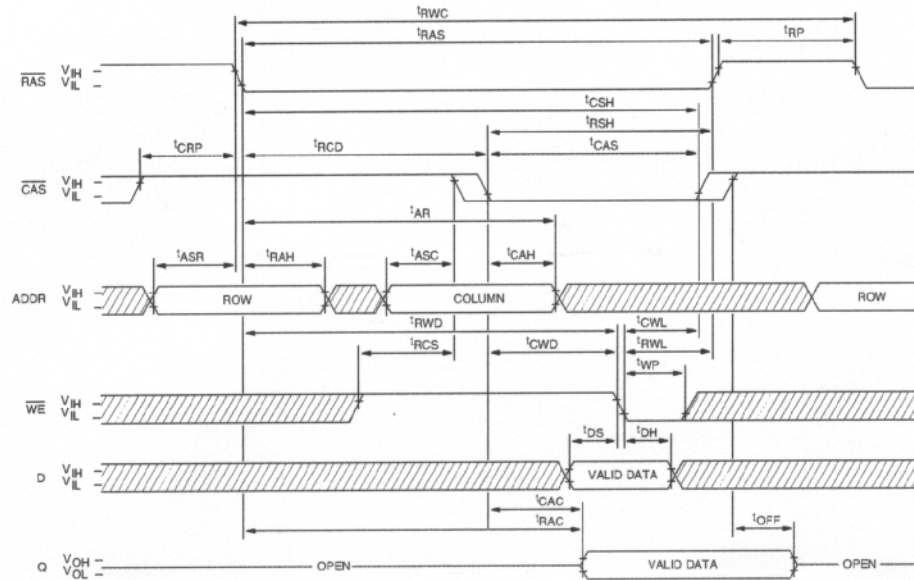 tRWC
tRAS
tRP
RAS VIH
VIL
tCSH
tRSH
tCRP
tRCD
tCAS
CAS VIH
VIL
tAR
tASR
tRAH
tASC
tCAH
ADDR VIH
VIL
ROW
COLUMN
ROW
tRWD
tCWL
tRCS
tCWD
tRWL
tWP
WE VIH
VIL
tDS
tDH
D VIH
VIL
VALID DATA
tCAC
tRAC
tOFF
Q VOH
VOL
OPEN
VALID DATA
OPEN